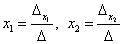 x₁ = Δₓ₁ / Δ , x₂ = Δₓ₂ / Δ